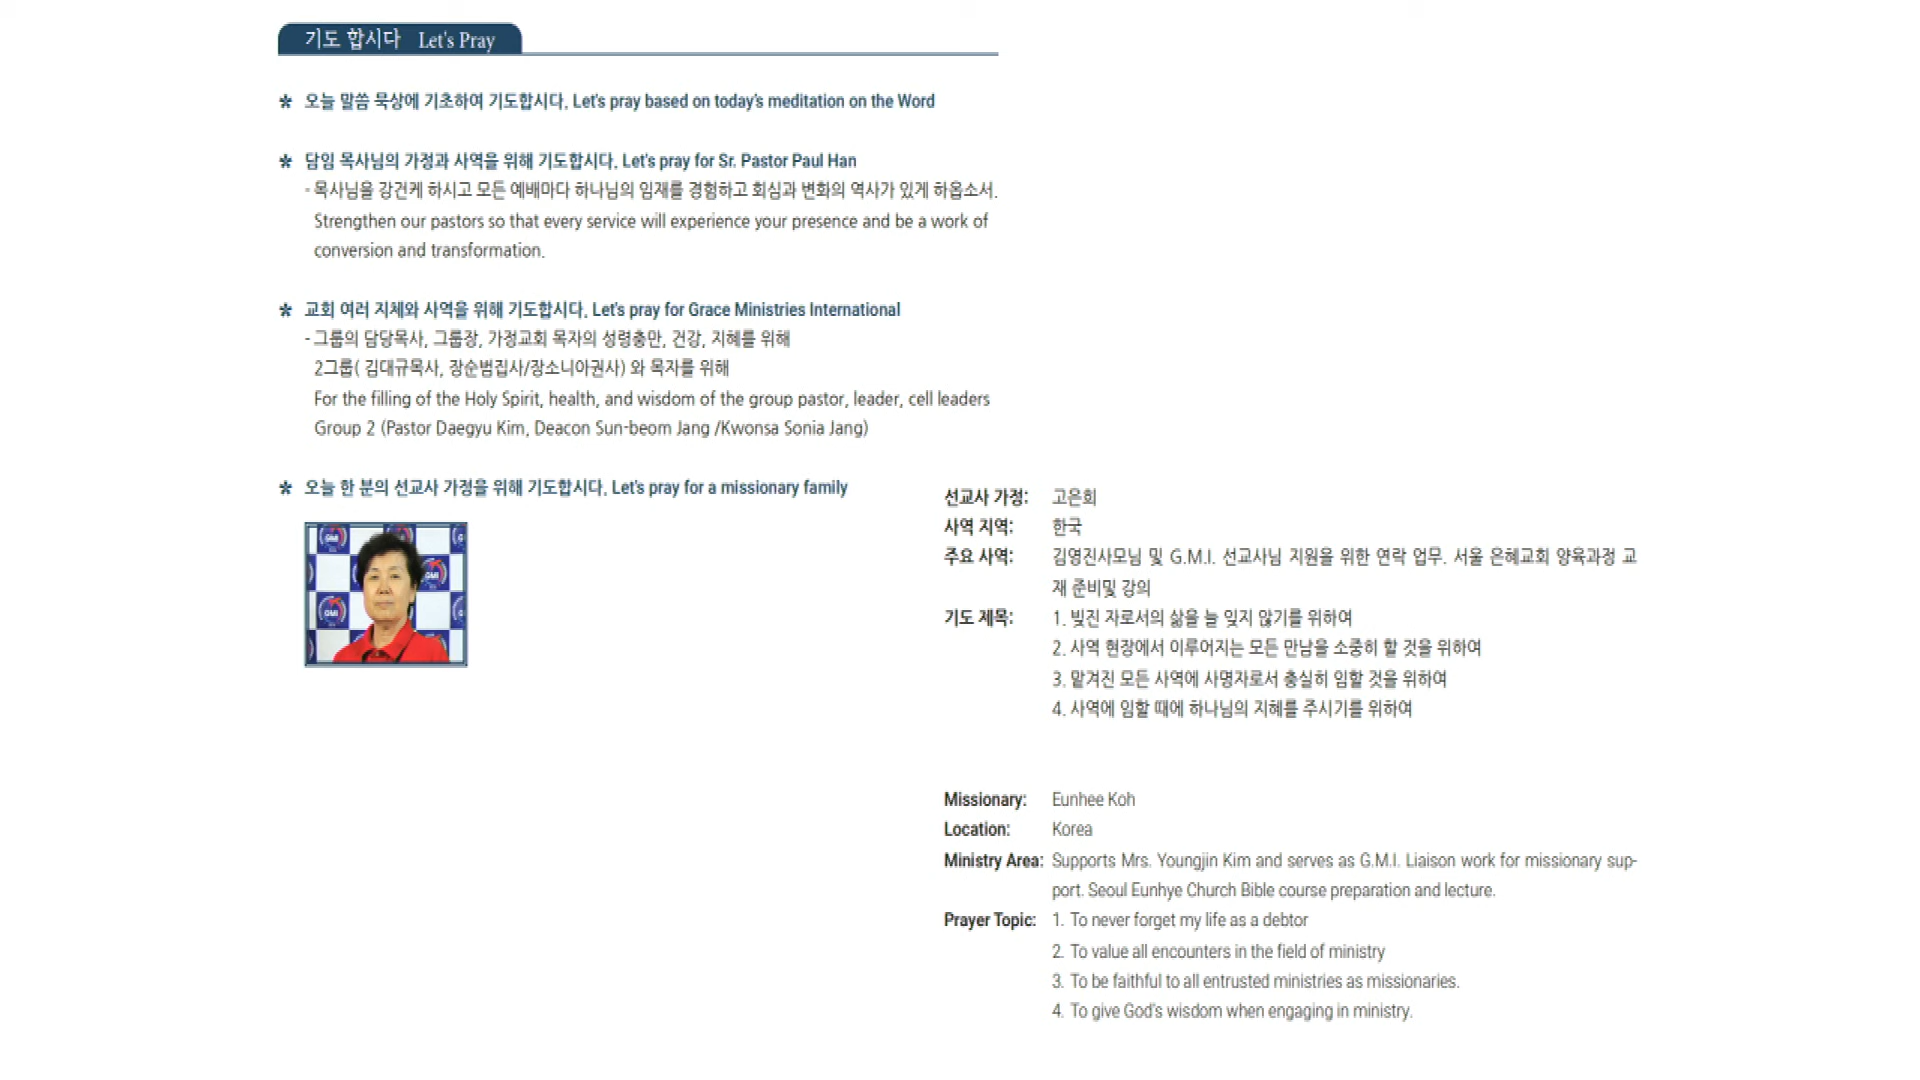 기도 합시다 Let's Pray
* 오늘 말씀 묵상에 기초하여 기도합시다. Let's pray based on today's meditation on the Word
* 담임 목사님의 가정과 사역을 위해 기도합시다. Let's pray for Sr. Pastor Paul Han
- 목사님을 강건케 하시고 모든 예배마다 하나님의 임재를 경험하고 회심과 변화의 역사가 있게 하옵소서.
Strengthen our pastors so that every service will experience your presence and be a work of
conversion and transformation.
* 교회 여러 지체와 사역을 위해 기도합시다. Let's pray for Grace Ministries International
- 그룹의 담당목사, 그룹장, 가정교회 목자의 성령충만, 건강, 지혜를 위해
2그룹( 김대규목사, 장순범집사/장소니아권사) 와 목자를 위해
For the filling of the Holy Spirit, health, and wisdom of the group pastor, leader, cell leaders
Group 2 (Pastor Daegyu Kim, Deacon Sun-beom Jang /Kwonsa Sonia Jang)
* 오늘 한 분의 선교사 가정을 위해 기도합시다. Let's pray for a missionary family
GMI
GMI
GMI
선교사 가정: 고은희
사역 지역: 한국
주요 사역: 김영진사모님 및 G.M.I. 선교사님 지원을 위한 연락 업무. 서울 은혜교회 양육과정 교
재 준비및 강의
기도 제목: 1. 빚진 자로서의 삶을 늘 잊지 않기를 위하여
2. 사역 현장에서 이루어지는 모든 만남을 소중히 할 것을 위하여
3. 맡겨진 모든 사역에 사명자로서 충실히 임할 것을 위하여
4. 사역에 임할 때에 하나님의 지혜를 주시기를 위하여
Missionary: Eunhee Koh
Location: Korea
Ministry Area: Supports Mrs. Youngjin Kim and serves as G.M.I. Liaison work for missionary sup-
port. Seoul Eunhye Church Bible course preparation and lecture.
Prayer Topic: 1. To never forget my life as a debtor
2. To value all encounters in the field of ministry
3. To be faithful to all entrusted ministries as missionaries.
4. To give God's wisdom when engaging in ministry.